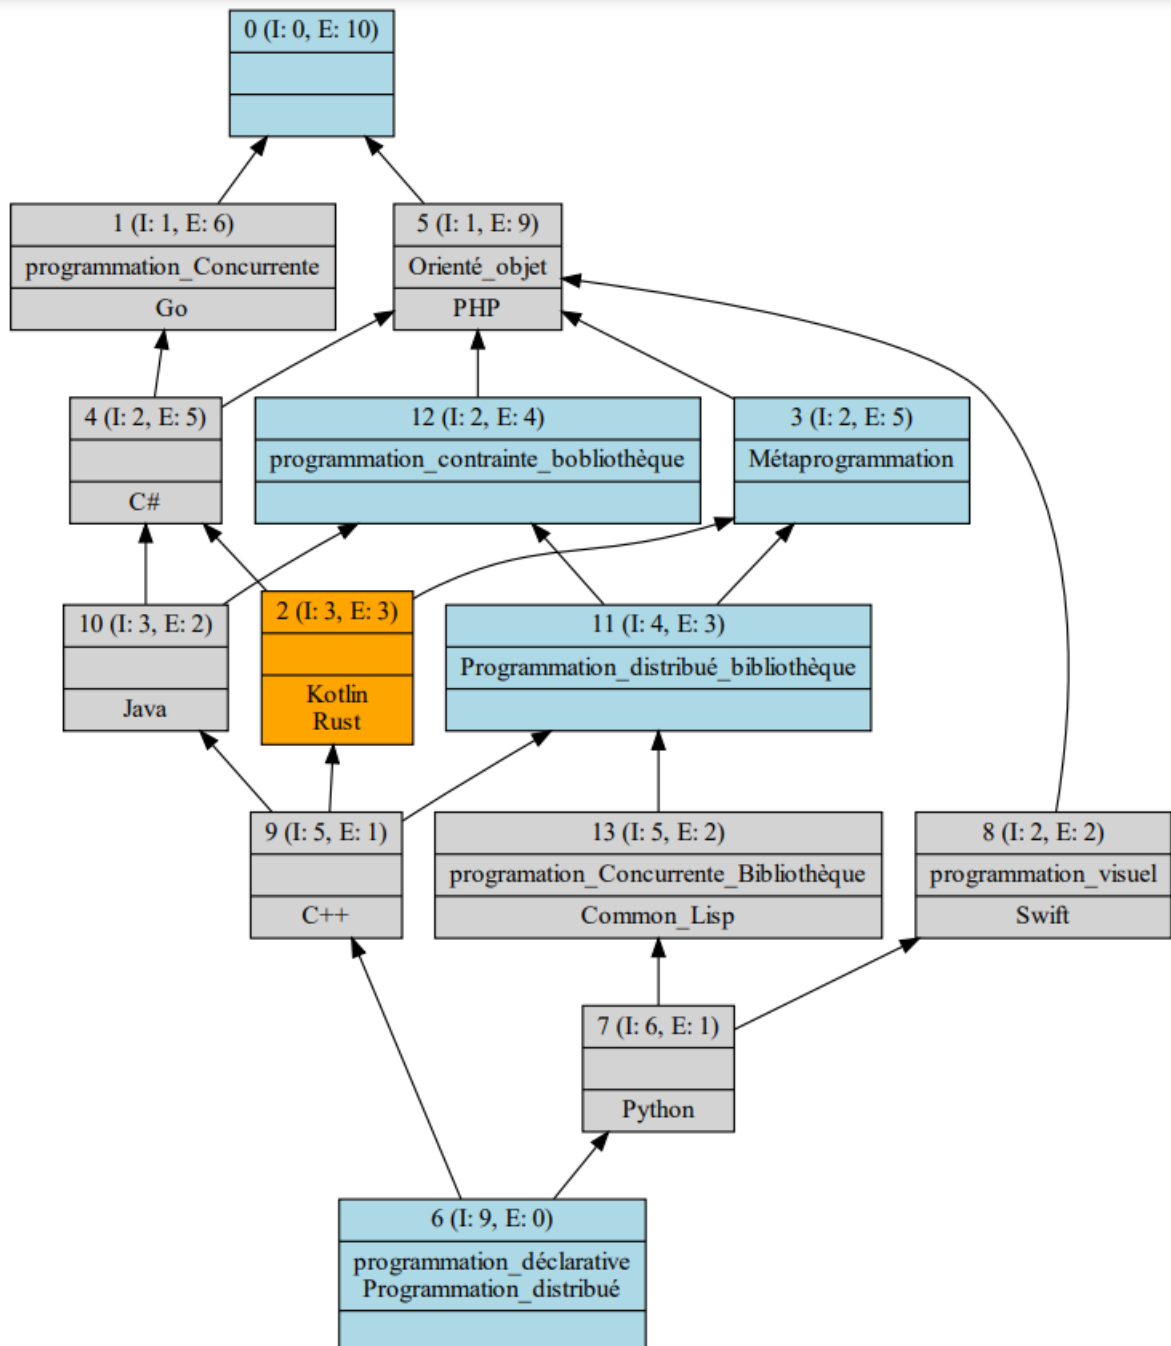 0 (I: 0, E: 10)
1 (I: 1, E: 6)
programmation_Concurrente
Go
5 (I: 1, E: 9)
Orienté_objet
PHP
4 (I: 2, E: 5)
C#
12 (I: 2, E: 4)
programmation_contrainte_bobliothèque
3 (I: 2, E: 5)
Métaprogrammation
10 (I: 3, E: 2)
Java
2 (I: 3, E: 3)
Kotlin
Rust
11 (I: 4, E: 3)
Programmation_distribué_bibliothèque
9 (I: 5, E: 1)
C++
13 (I: 5, E: 2)
programation_Concurrente_Bibliothèque
Common_Lisp
8 (I: 2, E: 2)
programmation_visuel
Swift
7 (I: 6, E: 1)
Python
6 (I: 9, E: 0)
programmation_déclarative
Programmation_distribué